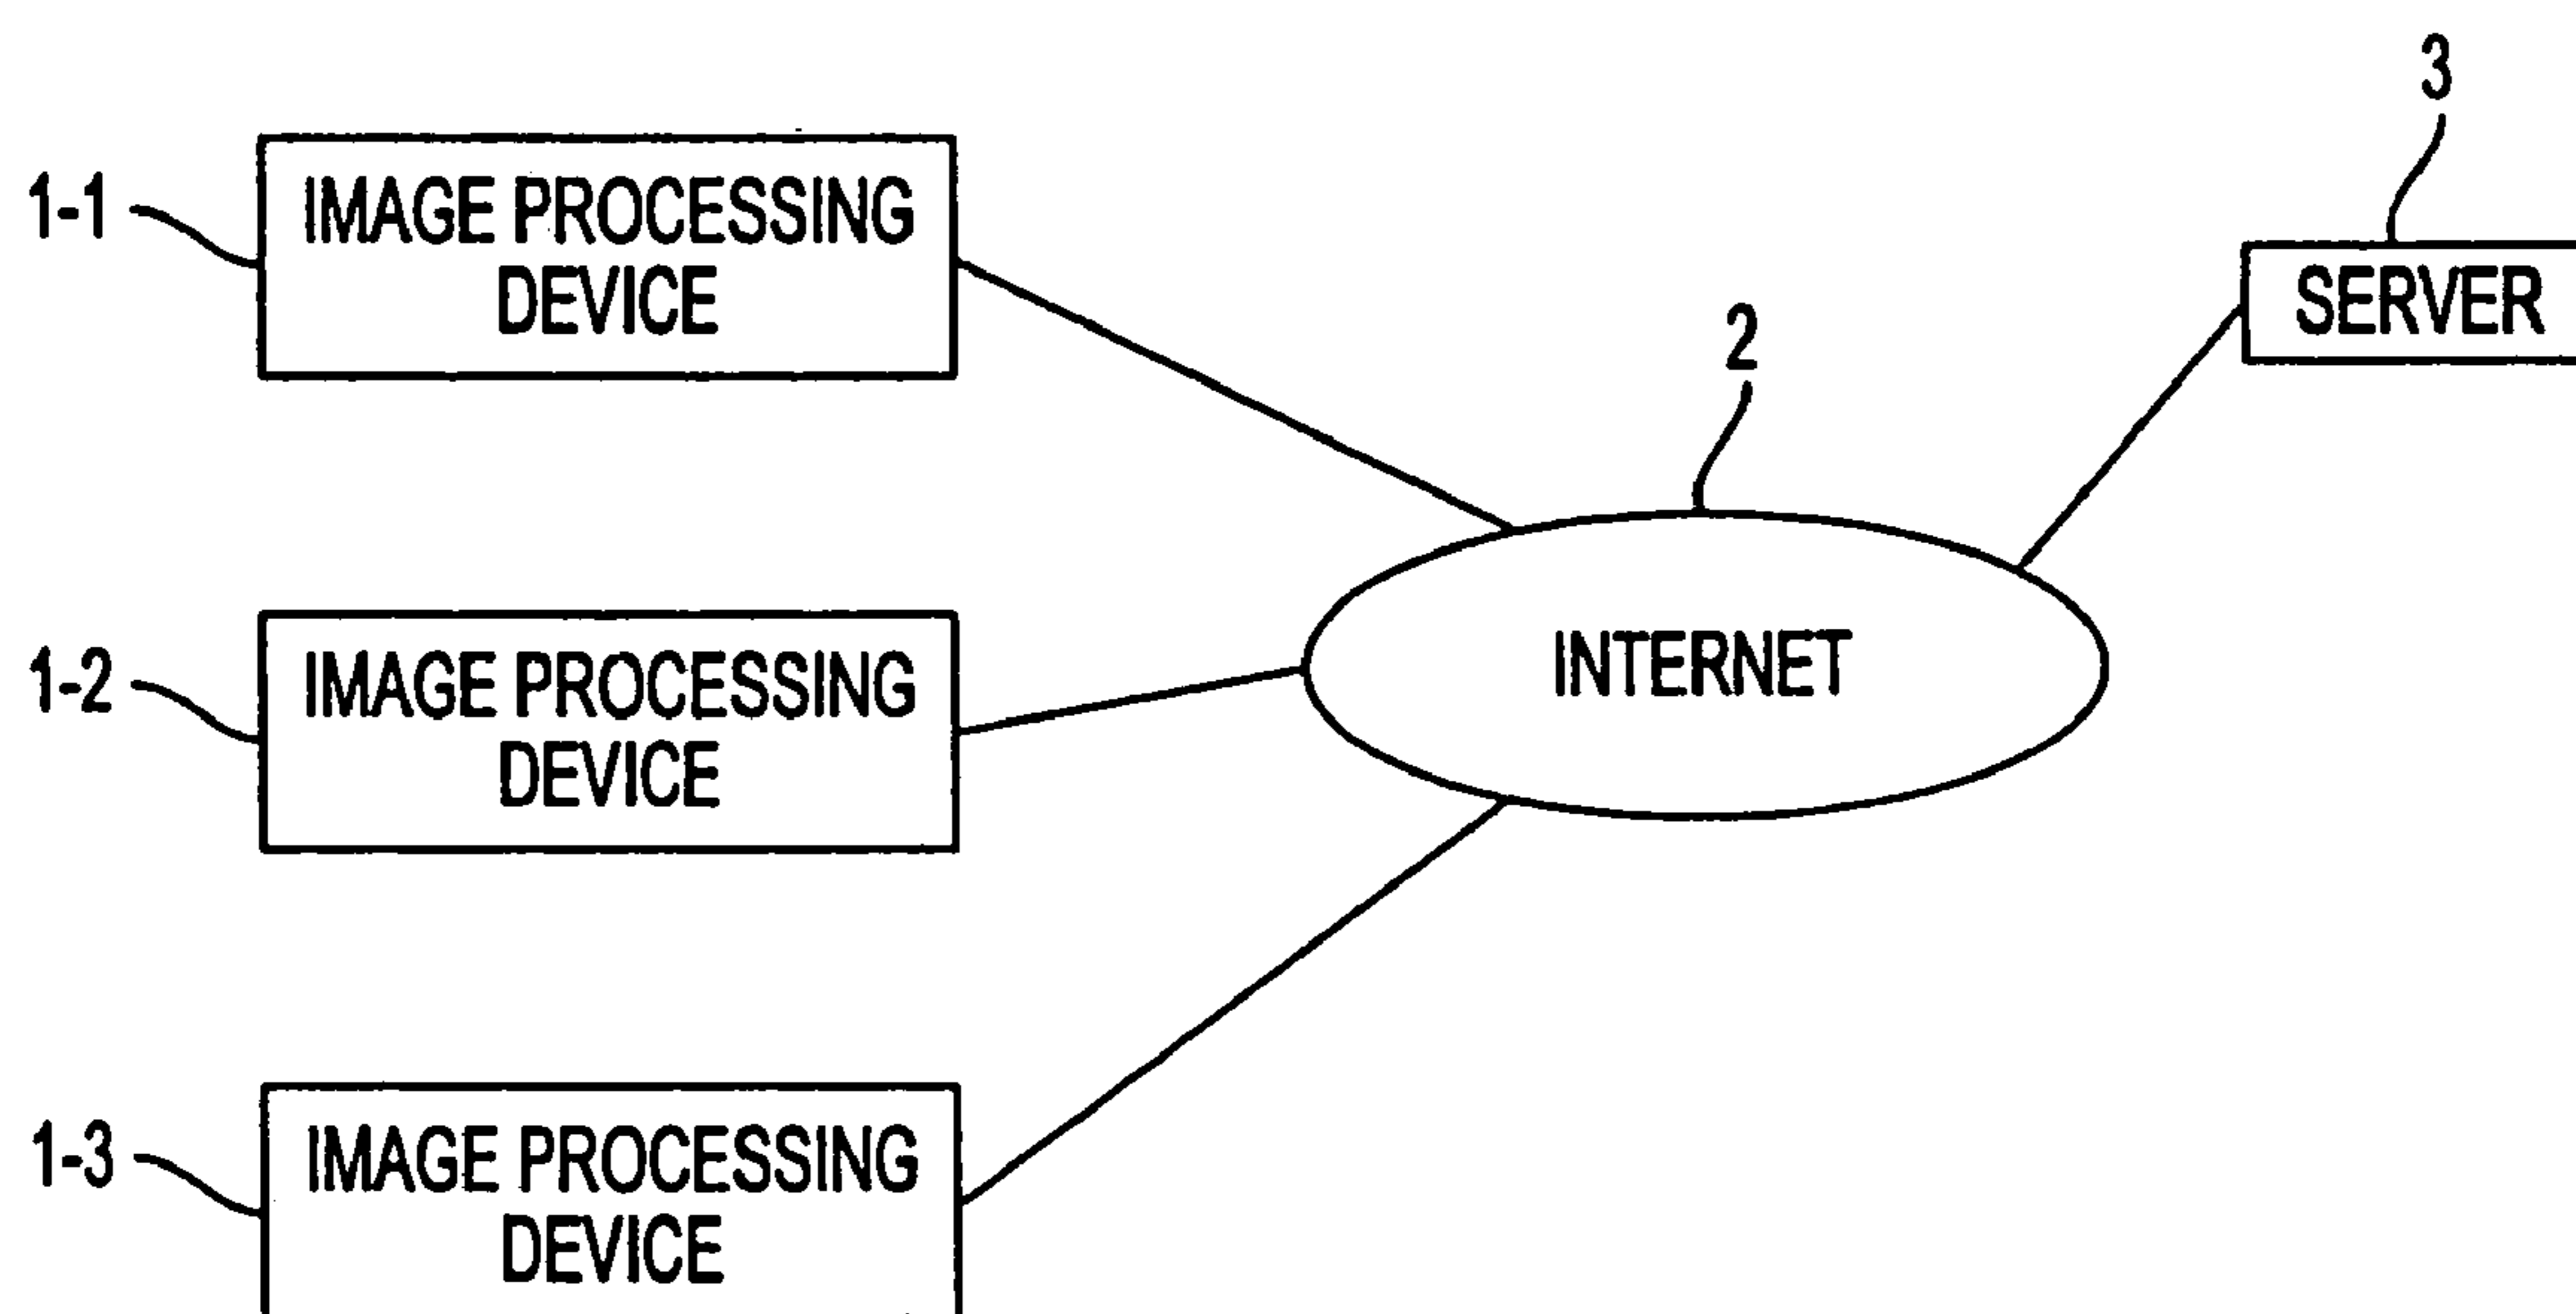 3
1-1
IMAGE PROCESSING
DEVICE
SERVER
2
1-2
IMAGE PROCESSING
DEVICE
INTERNET
1-3
IMAGE PROCESSING
DEVICE